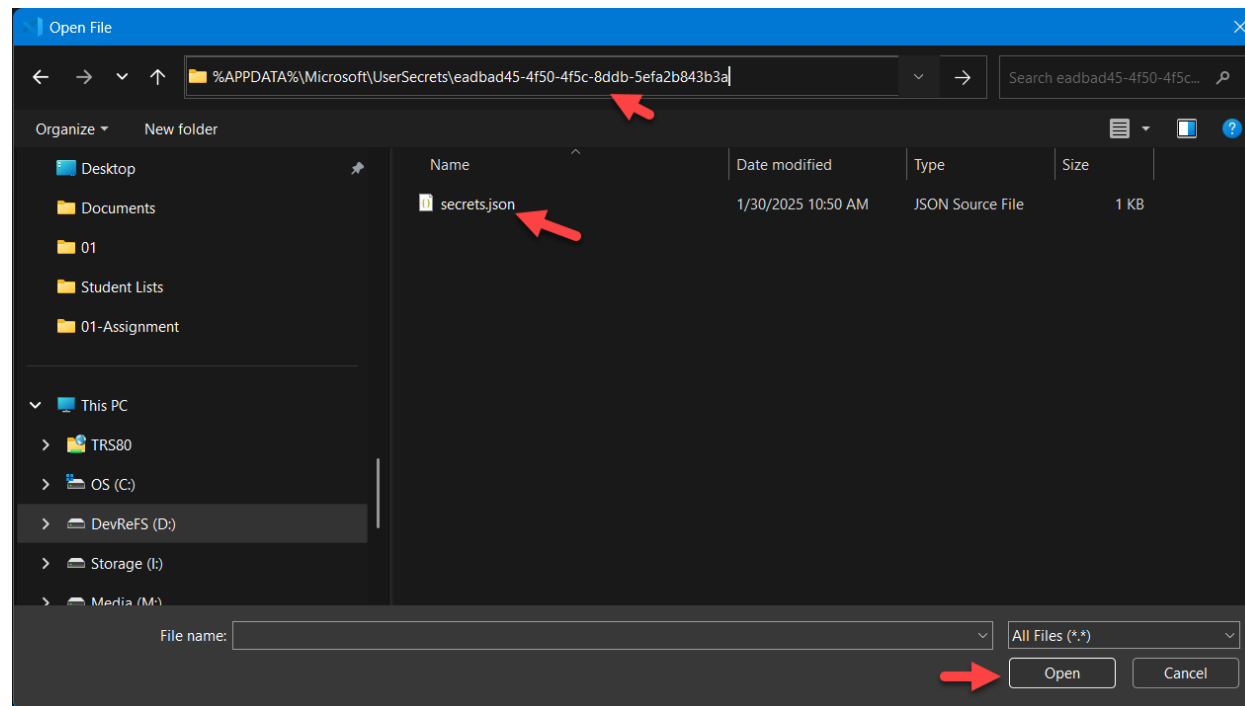 Open File
%APPDATA%\Microsoft\UserSecrets\eadbad45-4f50-4f5c-8ddb-5efa2b843b3a
Search eadbad45-4f50-4f5c...
Organize
New folder
Name
Date modified
Type
Size
secrets.json
1/30/2025 10:50 AM
JSON Source File
1 KB
Desktop
Documents
01
Student Lists
01-Assignment
This PC
TRS80
OS (C:)
DevReFS (D:)
Storage (I:)
Media (M:)
File name:
All Files (*.*)
Open
Cancel